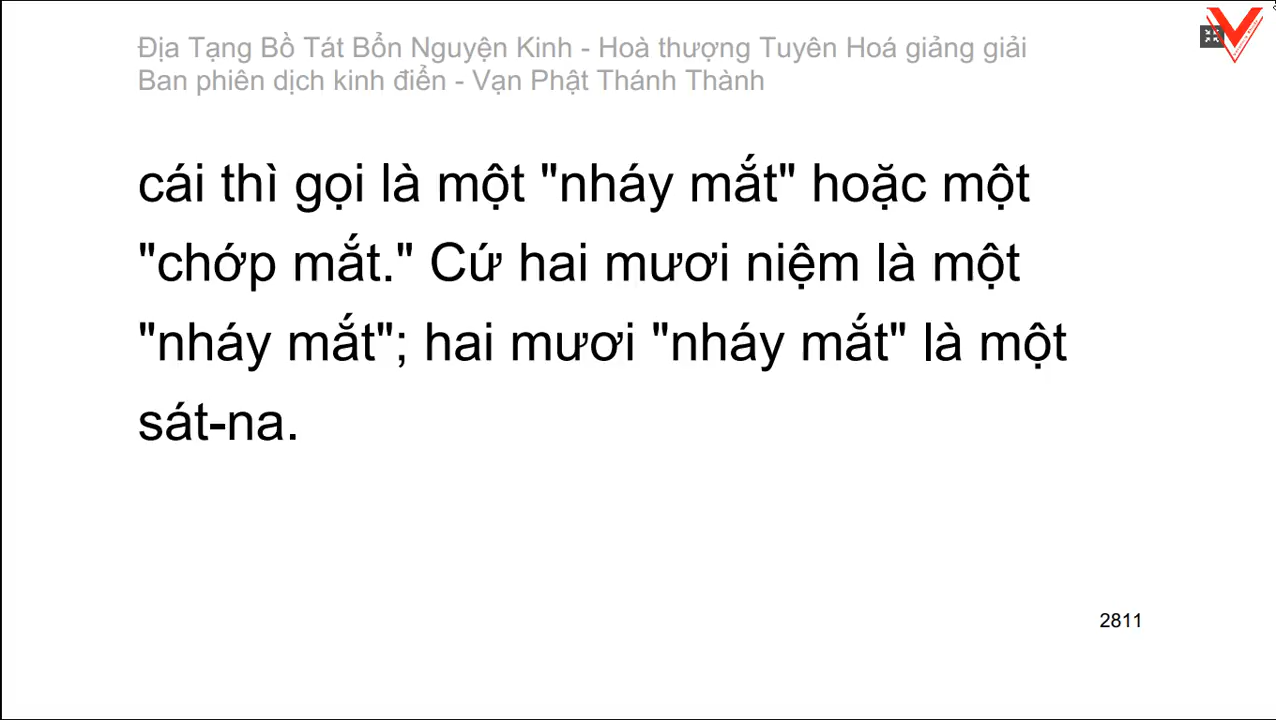 Địa Tạng Bồ Tát Bổn Nguyện Kinh - Hoà thượng Tuyên Hoá giảng giải
Ban phiên dịch kinh điển - Vạn Phật Thánh Thành
cái thì gọi là một "nháy mắt" hoặc một
"chớp mắt." Cứ hai mươi niệm là một
"nháy mắt"; hai mươi "nháy mắt" là một
sát-na.
2811